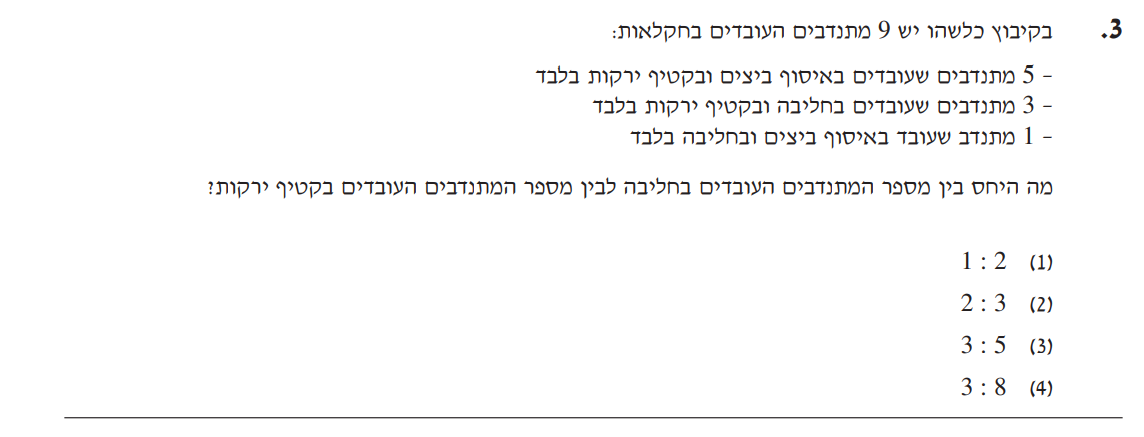 3. בקיבוץ כלשהו יש 9 מתנדבים העובדים בחקלאות:
- 5 מתנדבים שעובדים באיסוף ביצים ובקטיף ירקות בלבד
- 3 מתנדבים שעובדים בחליבה ובקטיף ירקות בלבד
- 1 מתנדב שעובד באיסוף ביצים ובחליבה בלבד
מה היחס בין מספר המתנדבים העובדים בחליבה לבין מספר המתנדבים העובדים בקטיף ירקות?
(1) 1 : 2
(2) 2 : 3
(3) 3 : 5
(4) 3 : 8